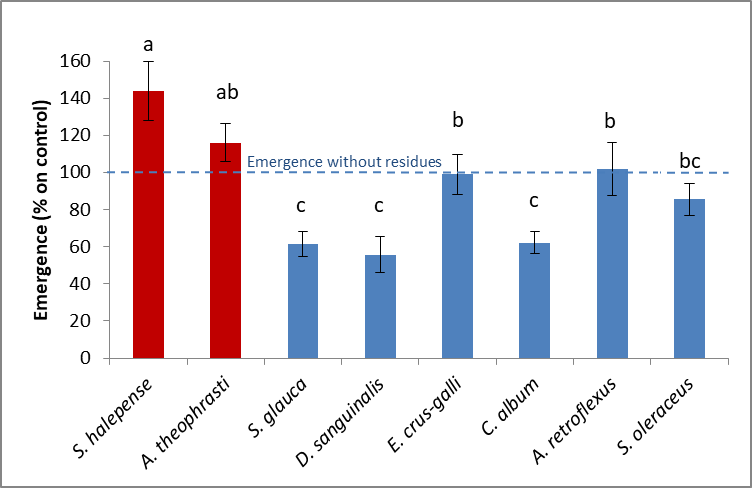 a
160
140
ab
120
b
b
Emergence without residues
bc
100
c
c
c
80
60
40
20
0
Emergence (% on control)
S. halepense
A. theophrasti
S. glauca
D. sanguinalis
E. crus-galli
C. album
A. retroflexus
S. oleraceus